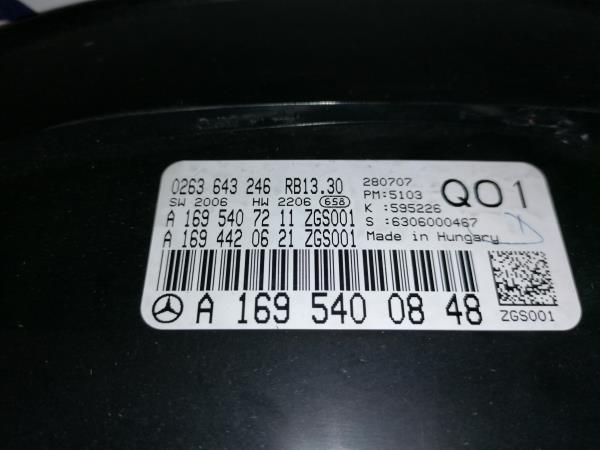 0263 643 246 RB13.30
SW 2006 HW 2206 658
A 169 540 72 11 ZGS001
A 169 442 06 21 ZGS001
280707
PM:5103
K :595226
S :6306000467
Made in Hungary
Q01
A 169 540 08 48
ZGS001